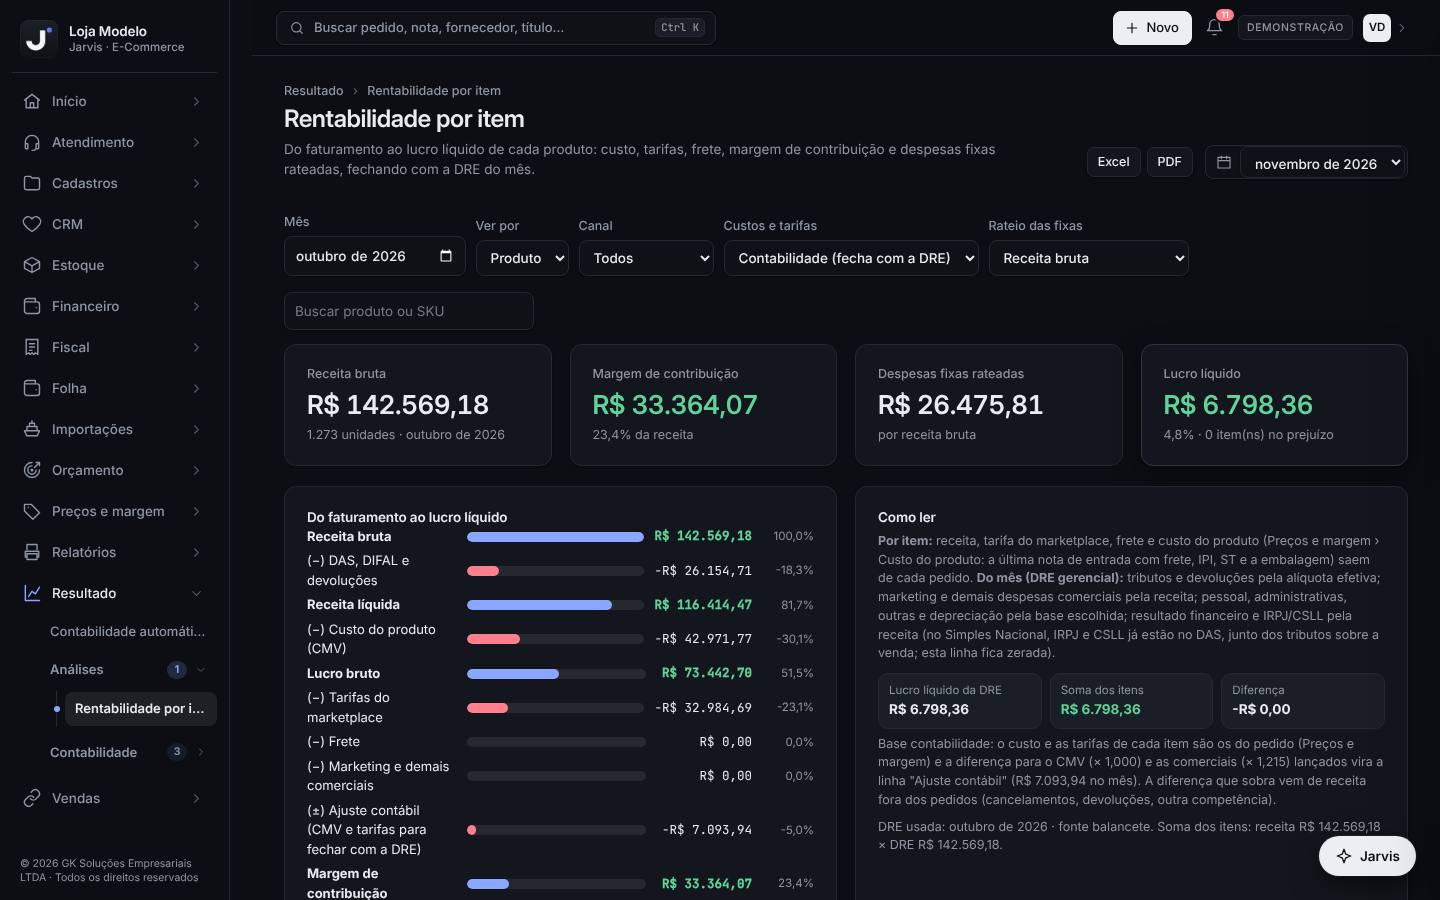 Loja Modelo
Jarvis · E-Commerce
Início
Atendimento
Cadastros
CRM
Estoque
Financeiro
Fiscal
Folha
Importações
Orçamento
Preços e margem
Relatórios
Resultado
Contabilidade automáti...
Análises 1
Rentabilidade por i...
Contabilidade 3
Vendas
© 2026 GK Soluções Empresariais
LTDA · Todos os direitos reservados
Buscar pedido, nota, fornecedor, título... Ctrl K
+ Novo
11
DEMONSTRAÇÃO
VD
Resultado › Rentabilidade por item
Rentabilidade por item
Do faturamento ao lucro líquido de cada produto: custo, tarifas, frete, margem de contribuição e despesas fixas
rateadas, fechando com a DRE do mês.
Excel PDF novembro de 2026
Mês Ver por Canal Custos e tarifas Rateio das fixas
outubro de 2026 Produto Todos Contabilidade (fecha com a DRE) Receita bruta
Buscar produto ou SKU
Receita bruta
R$ 142.569,18
1.273 unidades · outubro de 2026
Margem de contribuição
R$ 33.364,07
23,4% da receita
Despesas fixas rateadas
R$ 26.475,81
por receita bruta
Lucro líquido
R$ 6.798,36
4,8% · 0 item(ns) no prejuízo
Do faturamento ao lucro líquido
Receita bruta R$ 142.569,18 100,0%
(−) DAS, DIFAL e
devoluções -R$ 26.154,71 -18,3%
Receita líquida R$ 116.414,47 81,7%
(−) Custo do produto
(CMV) -R$ 42.971,77 -30,1%
Lucro bruto R$ 73.442,70 51,5%
(−) Tarifas do
marketplace -R$ 32.984,69 -23,1%
(−) Frete R$ 0,00 0,0%
(−) Marketing e demais
comerciais R$ 0,00 0,0%
(±) Ajuste contábil
(CMV e tarifas para
fechar com a DRE) -R$ 7.093,94 -5,0%
Margem de
contribuição R$ 33.364,07 23,4%
Como ler
Por item: receita, tarifa do marketplace, frete e custo do produto (Preços e margem ›
Custo do produto: a última nota de entrada com frete, IPI, ST e a embalagem) saem
de cada pedido. Do mês (DRE gerencial): tributos e devoluções pela alíquota efetiva;
marketing e demais despesas comerciais pela receita; pessoal, administrativas,
outras e depreciação pela base escolhida; resultado financeiro e IRPJ/CSLL pela
receita (no Simples Nacional, IRPJ e CSLL já estão no DAS, junto dos tributos sobre a
venda; esta linha fica zerada).
Lucro líquido da DRE
R$ 6.798,36
Soma dos itens
R$ 6.798,36
Diferença
-R$ 0,00
Base contabilidade: o custo e as tarifas de cada item são os do pedido (Preços e
margem) e a diferença para o CMV (× 1,000) e as comerciais (× 1,215) lançados vira a
linha "Ajuste contábil" (R$ 7.093,94 no mês). A diferença que sobra vem de receita
fora dos pedidos (cancelamentos, devoluções, outra competência).
DRE usada: outubro de 2026 · fonte balancete. Soma dos itens: receita R$ 142.569,18
× DRE R$ 142.569,18.
Jarvis